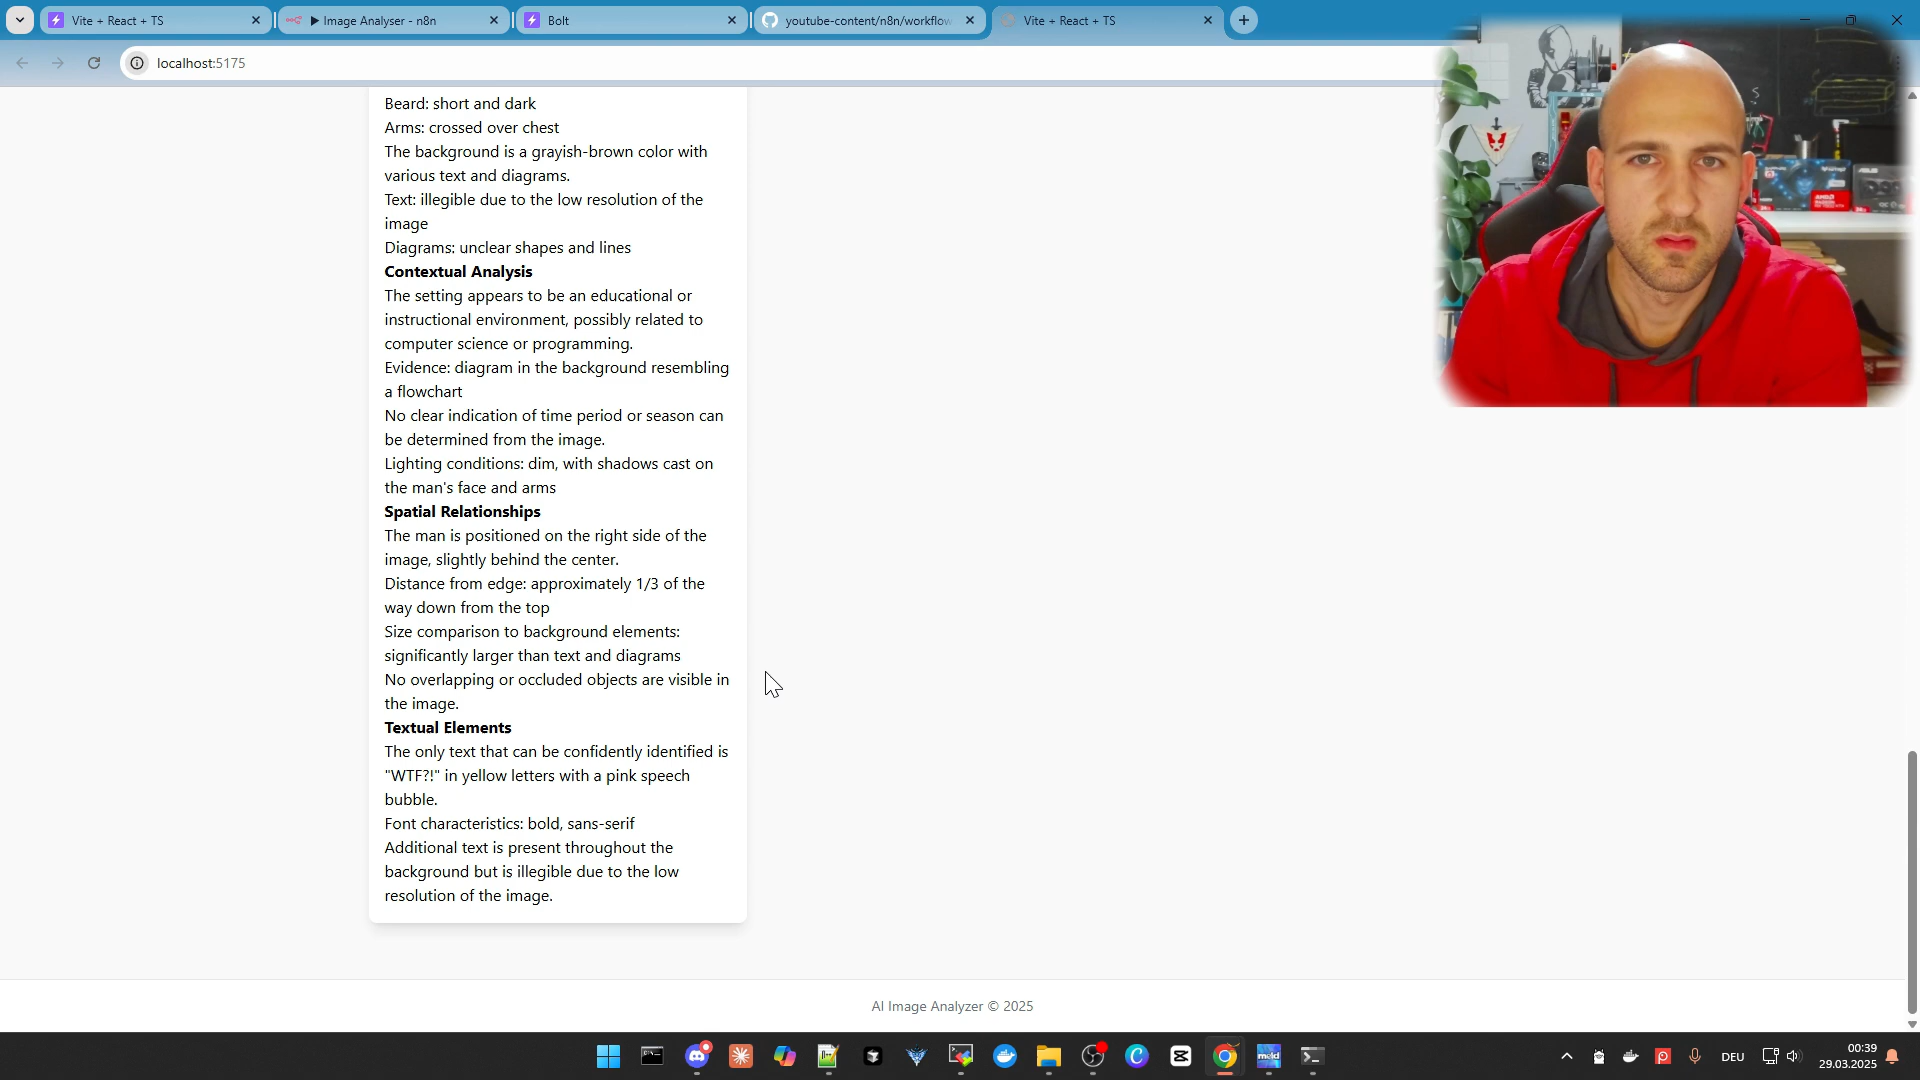 Vite + React + TS
▶ Image Analyser - n8n
Bolt
youtube-content/n8n/workflow
Vite + React + TS
localhost:5175
Beard: short and dark
Arms: crossed over chest
The background is a grayish-brown color with
various text and diagrams.
Text: illegible due to the low resolution of the
image
Diagrams: unclear shapes and lines
Contextual Analysis
The setting appears to be an educational or
instructional environment, possibly related to
computer science or programming.
Evidence: diagram in the background resembling
a flowchart
No clear indication of time period or season can
be determined from the image.
Lighting conditions: dim, with shadows cast on
the man's face and arms
Spatial Relationships
The man is positioned on the right side of the
image, slightly behind the center.
Distance from edge: approximately 1/3 of the
way down from the top
Size comparison to background elements:
significantly larger than text and diagrams
No overlapping or occluded objects are visible in
the image.
Textual Elements
The only text that can be confidently identified is
"WTF?!" in yellow letters with a pink speech
bubble.
Font characteristics: bold, sans-serif
Additional text is present throughout the
background but is illegible due to the low
resolution of the image.
AI Image Analyzer © 2025
DEU
00:39
29.03.2025